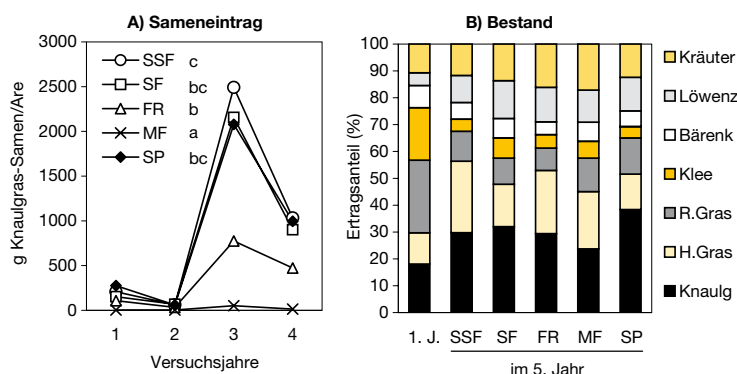 A) Sameneintrag
B) Bestand
g Knaulgras-Samen/Are
3000
2500
2000
1500
1000
500
0
SSF c
SF bc
FR b
MF a
SP bc
1 2 3 4
Versuchsjahre
Ertragsanteil (%)
100
90
80
70
60
50
40
30
20
10
0
1. J. SSF SF FR MF SP
im 5. Jahr
Kräuter
Löwenz
Bärenk
Klee
R.Gras
H.Gras
Knaulg